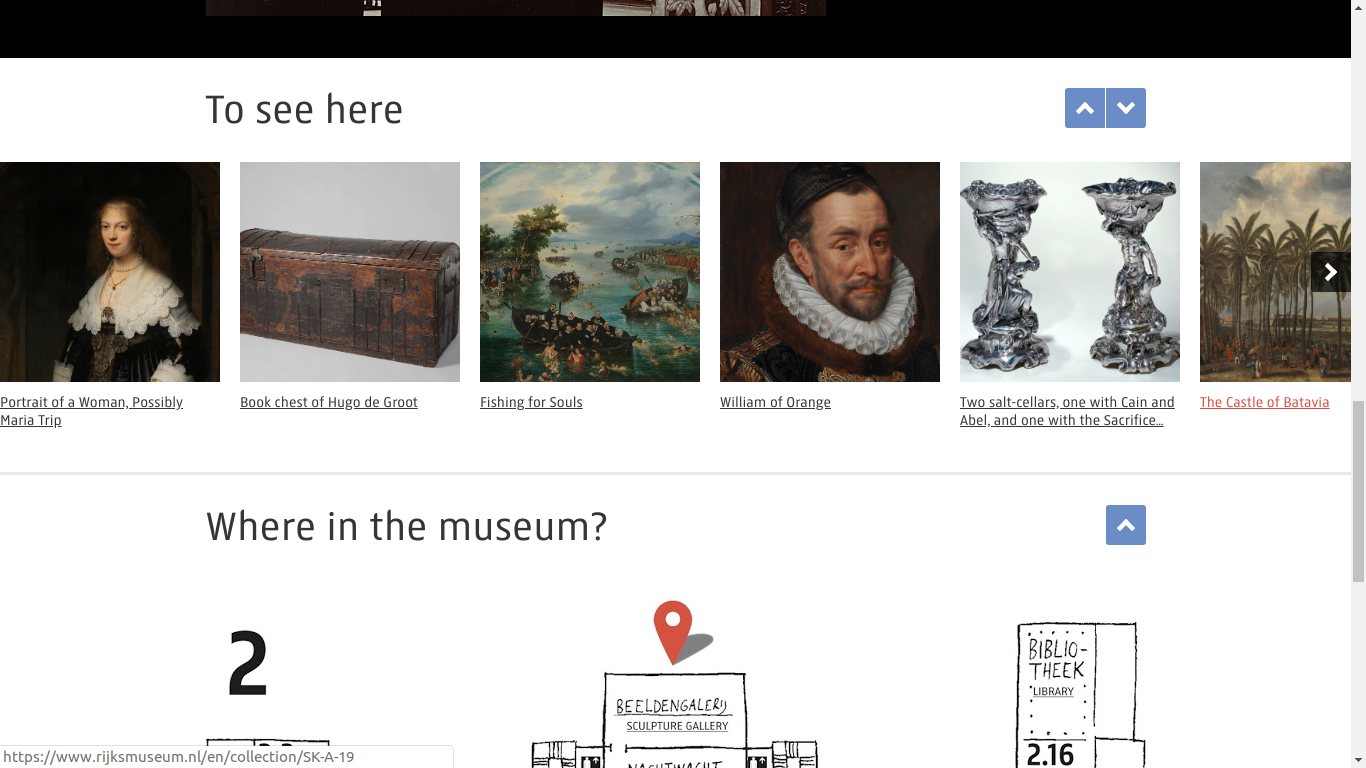 To see here
Portrait of a Woman, Possibly
Maria Trip
Book chest of Hugo de Groot
Fishing for Souls
William of Orange
Two salt-cellars, one with Cain and
Abel, and one with the Sacrifice...
The Castle of Batavia
Where in the museum?
2
BEELDENGALERIJ
SCULPTURE GALLERY
NACHTWACHT
BIBLIO-
THEEK
LIBRARY
2.16
https://www.rijksmuseum.nl/en/collection/SK-A-19